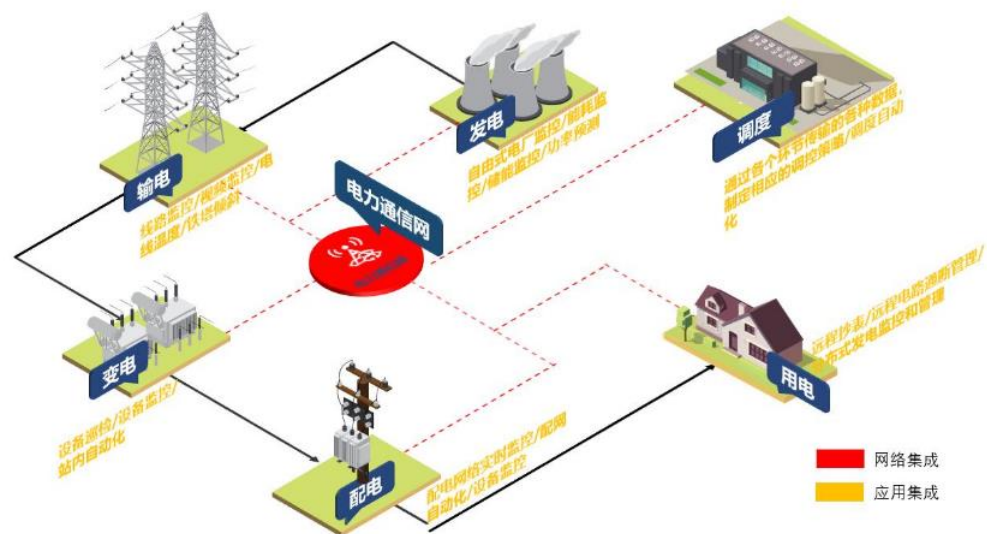 输电
线路监控/视频监控/电
线温度/铁塔倾斜
发电
自由式电厂监控/能耗监
控/储能监控/功率预测
调度
通过各个环节传输的各种数据,
制定相应的调控策略/调度自动
化
电力通信网
变电
设备巡检/设备监控/
站内自动化
配电
配电网络实时监控/配网
自动化/设备监控
用电
远程抄表/远程电路通断管理/
布式发电监控和管理
网络集成
应用集成